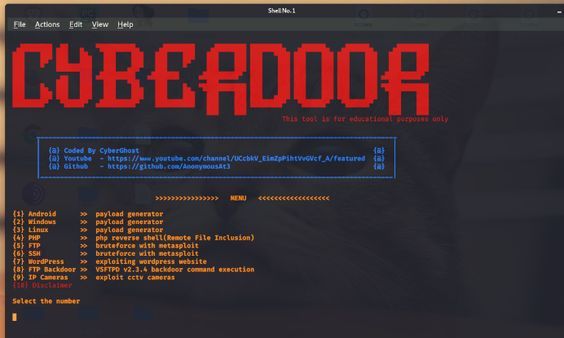 Shell No. 1
File Actions Edit View Help
CYBERDOOR
This tool is for educational purposes only
{a} Coded By CyberGhost {a}
{a} Youtube - https://www.youtube.com/channel/UCcbkV_EimZpPihtVvGVcf_A/featured {a}
{a} Github - https://github.com/AnonymousAt3 {a}
>>>>>>>>>>>>>>>> MENU <<<<<<<<<<<<<<<<<<
{1} Android >> payload generator
{2} Windows >> payload generator
{3} Linux >> payload generator
{4} PHP >> php reverse shell(Remote File Inclusion)
{5} FTP >> bruteforce with metasploit
{6} SSH >> bruteforce with metasploit
{7} WordPress >> exploiting wordpress website
{8} FTP Backdoor >> VSFTPD v2.3.4 backdoor command execution
{9} IP Cameras >> exploit cctv cameras
{10} Disclaimer
Select the number